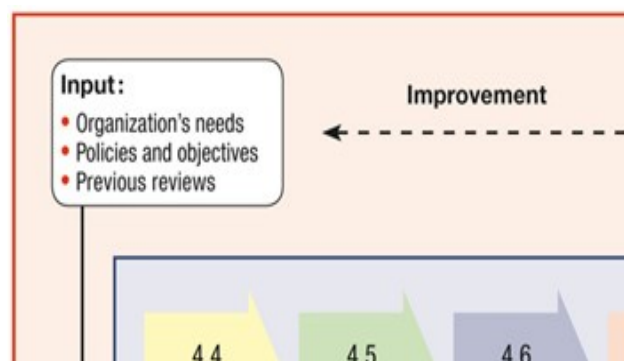 Input:
• Organization's needs
• Policies and objectives
• Previous reviews
Improvement
4.4
4.5
4.6